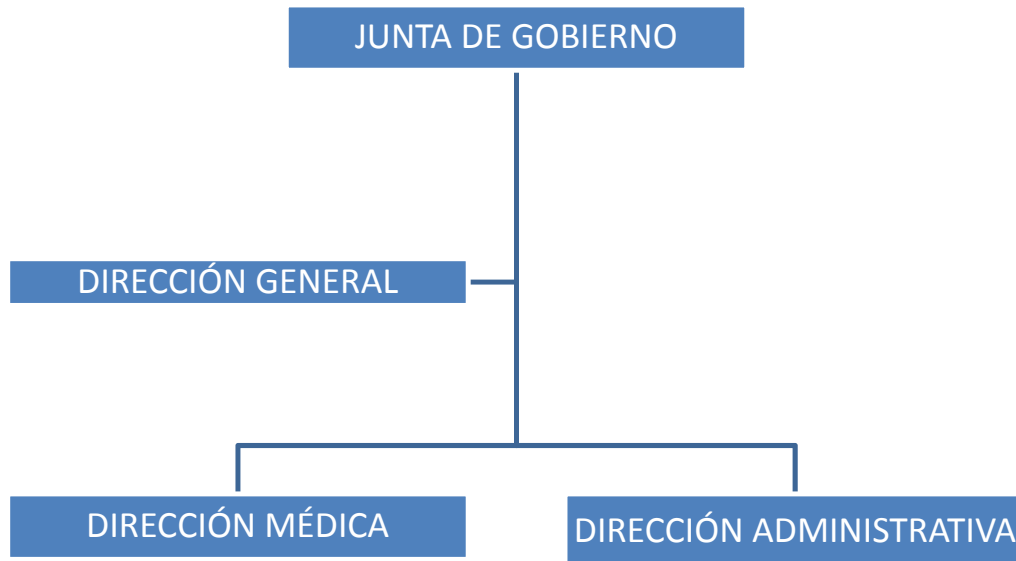 JUNTA DE GOBIERNO
DIRECCIÓN GENERAL
DIRECCIÓN MÉDICA
DIRECCIÓN ADMINISTRATIVA